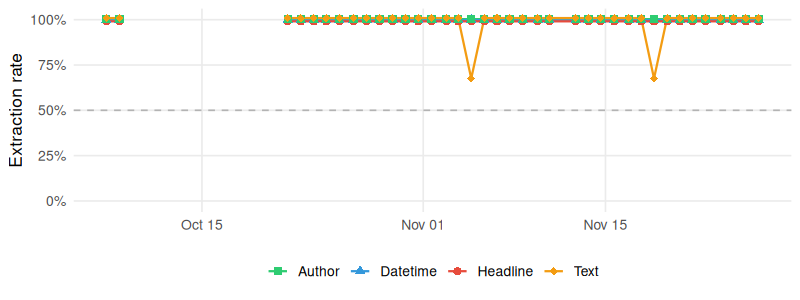 Extraction rate
100%
75%
50%
25%
0%
Oct 15 Nov 01 Nov 15
Author Datetime Headline Text